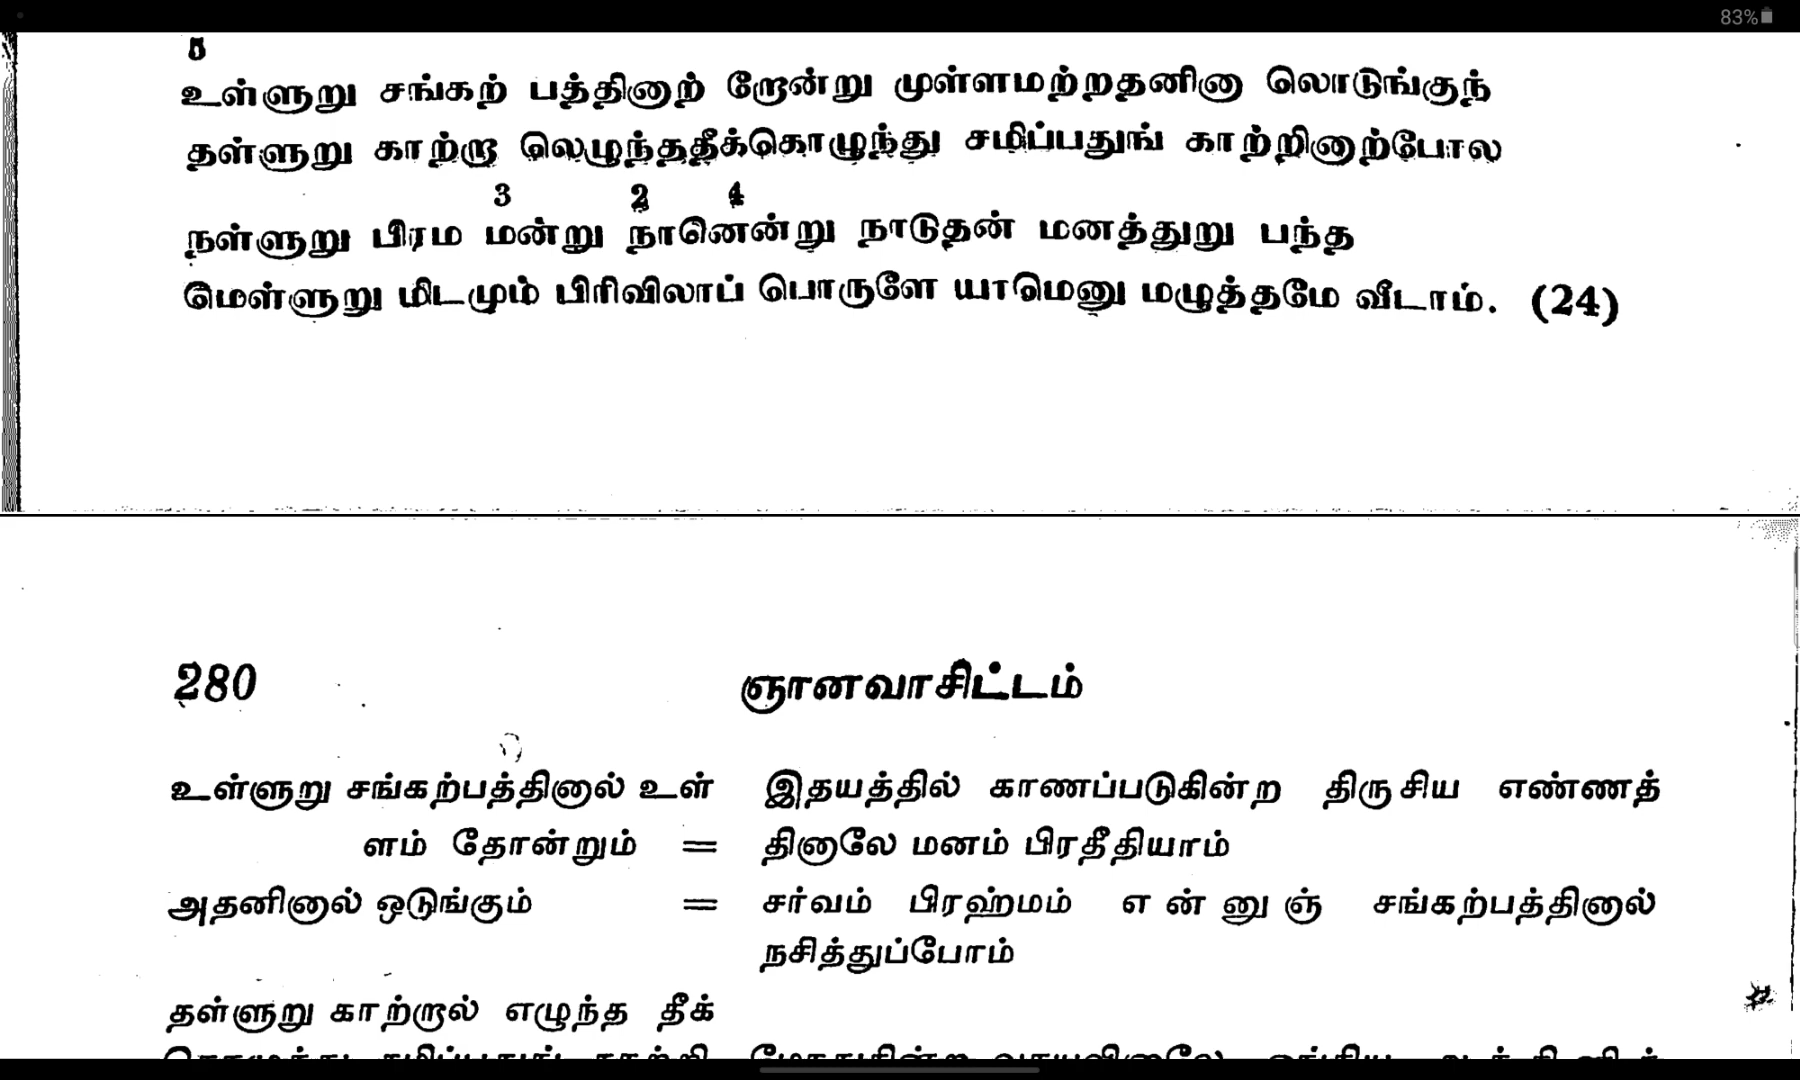 83%
5
உள்ளுறு சங்கற் பத்தினாற் றோன்று முள்ளமற்றதனினா லொடுங்குந்
தள்ளுறு காற்றா லெழுந்ததீக்கொழுந்து சமிப்பதுங் காற்றினாற்போல
3 2 4
நள்ளுறு பிரம மன்று நானென்று நாடுதன் மனத்துறு பந்த
மெள்ளுறு மிடமும் பிரிவிலாப் பொருளே யாமெனு மழுத்தமே வீடாம். (24)
280 ஞானவாசிட்டம்
உள்ளுறு சங்கற்பத்தினால் உள் இதயத்தில் காணப்படுகின்ற திருசிய எண்ணத்
ளம் தோன்றும் = தினாலே மனம் பிரதீதியாம்
அதனினால் ஒடுங்கும் = சர்வம் பிரஹ்மம் என்னுஞ் சங்கற்பத்தினால்
நசித்துப்போம்
தள்ளுறு காற்றால் எழுந்த தீக்